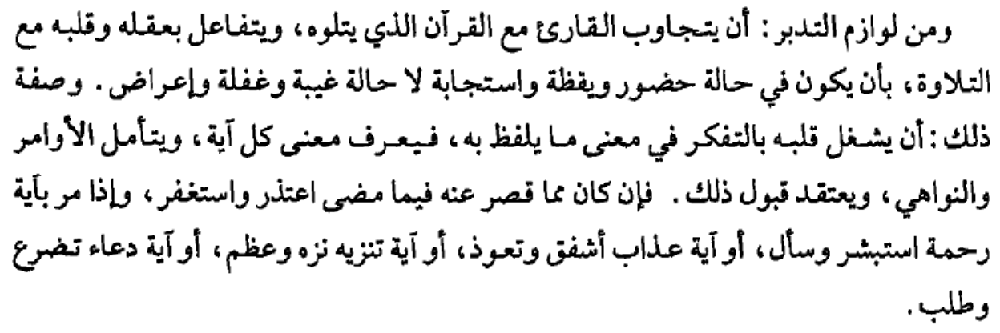 ومن لوازم التدبر : أن يتجاوب القارئ مع القرآن الذي يتلوه ، ويتفاعل بعقله وقلبه مع
التلاوة ، بأن يكون في حالة حضور ويقظة واستجابة لا حالة غيبة وغفلة وإعراض . وصفة
ذلك : أن يشغل قلبه بالتفكر في معنى ما يلفظ به ، فيعرف معنى كل آية ، ويتأمل الأوامر
والنواهي ، ويعتقد قبول ذلك . فإن كان مما قصر عنه فيما مضى اعتذر واستغفر ، وإذا مر بآية
رحمة استبشر وسأل ، أو آية عذاب أشفق وتعوذ ، أو آية تنزيه نزه وعظم ، أو آية دعاء تضرع
وطلب .